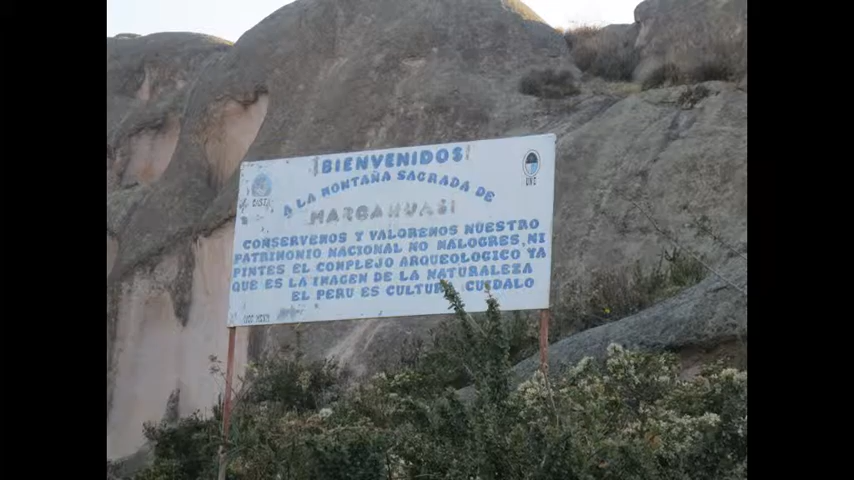 ¡BIENVENIDOS!
A LA MONTAÑA SAGRADA DE
MARCAHUASI
CONSERVEMOS Y VALOREMOS NUESTRO
PATRIMONIO NACIONAL NO MALOGRES, NI
PINTES EL COMPLEJO ARQUEOLOGICO YA
QUE ES LA IMAGEN DE LA NATURALEZA
EL PERU ES CULTURA CUIDALO